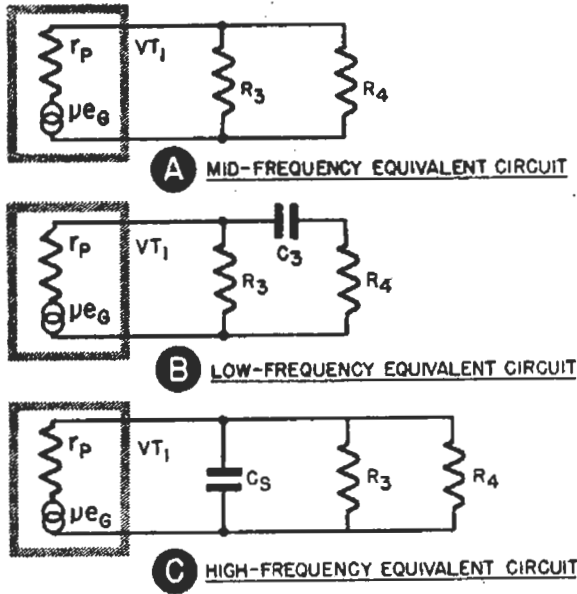 rP VT1 R3 R4
μeG
A MID-FREQUENCY EQUIVALENT CIRCUIT
C3
rP VT1 R3 R4
μeG
B LOW-FREQUENCY EQUIVALENT CIRCUIT
rP VT1 CS R3 R4
μeG
C HIGH-FREQUENCY EQUIVALENT CIRCUIT